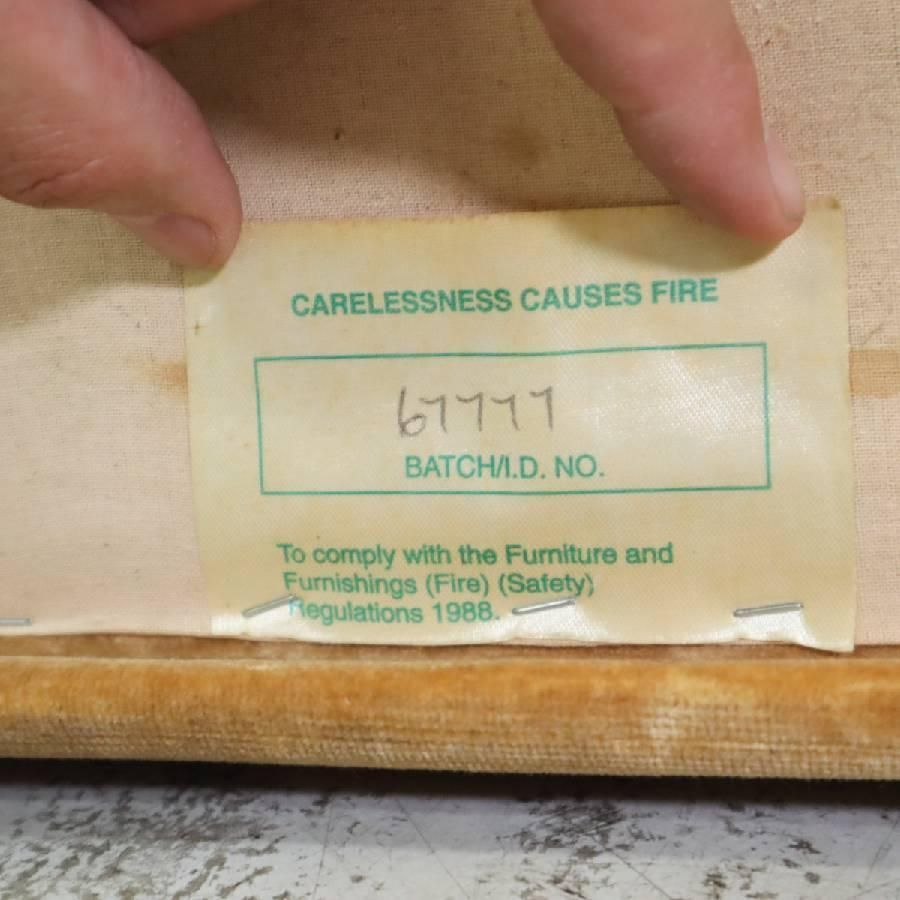 CARELESSNESS CAUSES FIRE
67777
BATCH/I.D. NO.
To comply with the Furniture and
Furnishings (Fire) (Safety)
Regulations 1988.